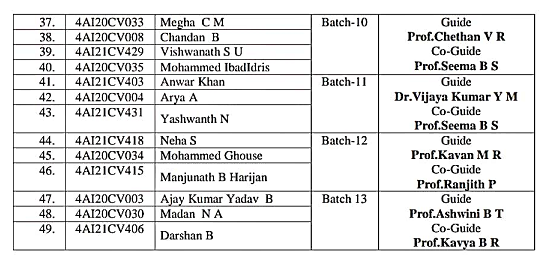 37. 4AI20CV033 Megha C M Batch-10 Guide
38. 4AI20CV008 Chandan B Prof.Chethan V R
39. 4AI21CV429 Vishwanath S U Co-Guide
40. 4AI20CV035 Mohammed IbadIdris Prof.Seema B S
41. 4AI21CV403 Anwar Khan Batch-11 Guide
42. 4AI20CV004 Arya A Dr.Vijaya Kumar Y M
43. 4AI21CV431 Yashwanth N Co-Guide
Prof.Seema B S
44. 4AI21CV418 Neha S Batch-12 Guide
45. 4AI20CV034 Mohammed Ghouse Prof.Kavan M R
46. 4AI21CV415 Manjunath B Harijan Co-Guide
Prof.Ranjith P
47. 4AI20CV003 Ajay Kumar Yadav B Batch 13 Guide
48. 4AI20CV030 Madan N A Prof.Ashwini B T
49. 4AI21CV406 Darshan B Co-Guide
Prof.Kavya B R